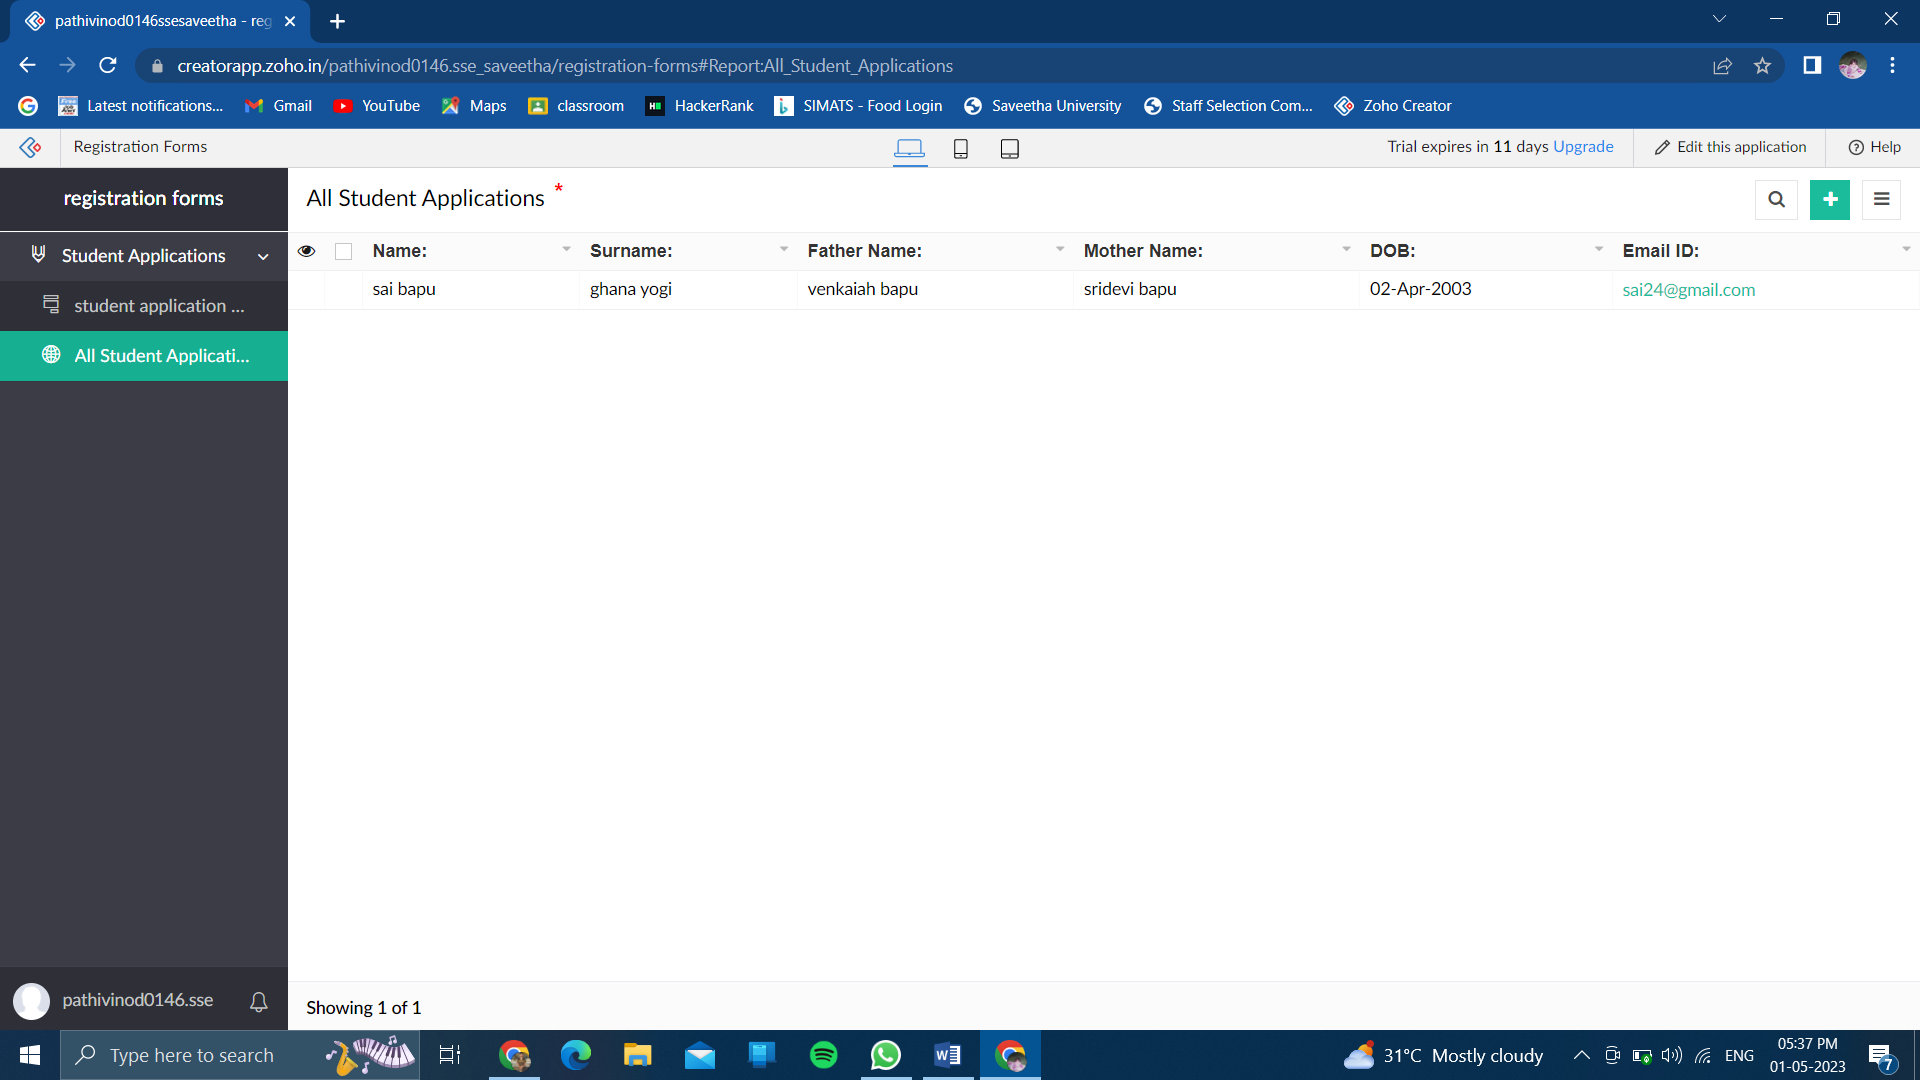 pathivinod0146ssesaveetha - reg
creatorapp.zoho.in/pathivinod0146.sse_saveetha/registration-forms#Report:All_Student_Applications
Latest notifications... Gmail YouTube Maps classroom HackerRank SIMATS - Food Login Saveetha University Staff Selection Com... Zoho Creator
Registration Forms Trial expires in 11 days Upgrade Edit this application Help
registration forms
All Student Applications *
Student Applications
student application ...
All Student Applicati...
Name: Surname: Father Name: Mother Name: DOB: Email ID:
sai bapu ghana yogi venkaiah bapu sridevi bapu 02-Apr-2003 sai24@gmail.com
pathivinod0146.sse
Showing 1 of 1
Type here to search
31°C Mostly cloudy ENG
05:37 PM
01-05-2023
7